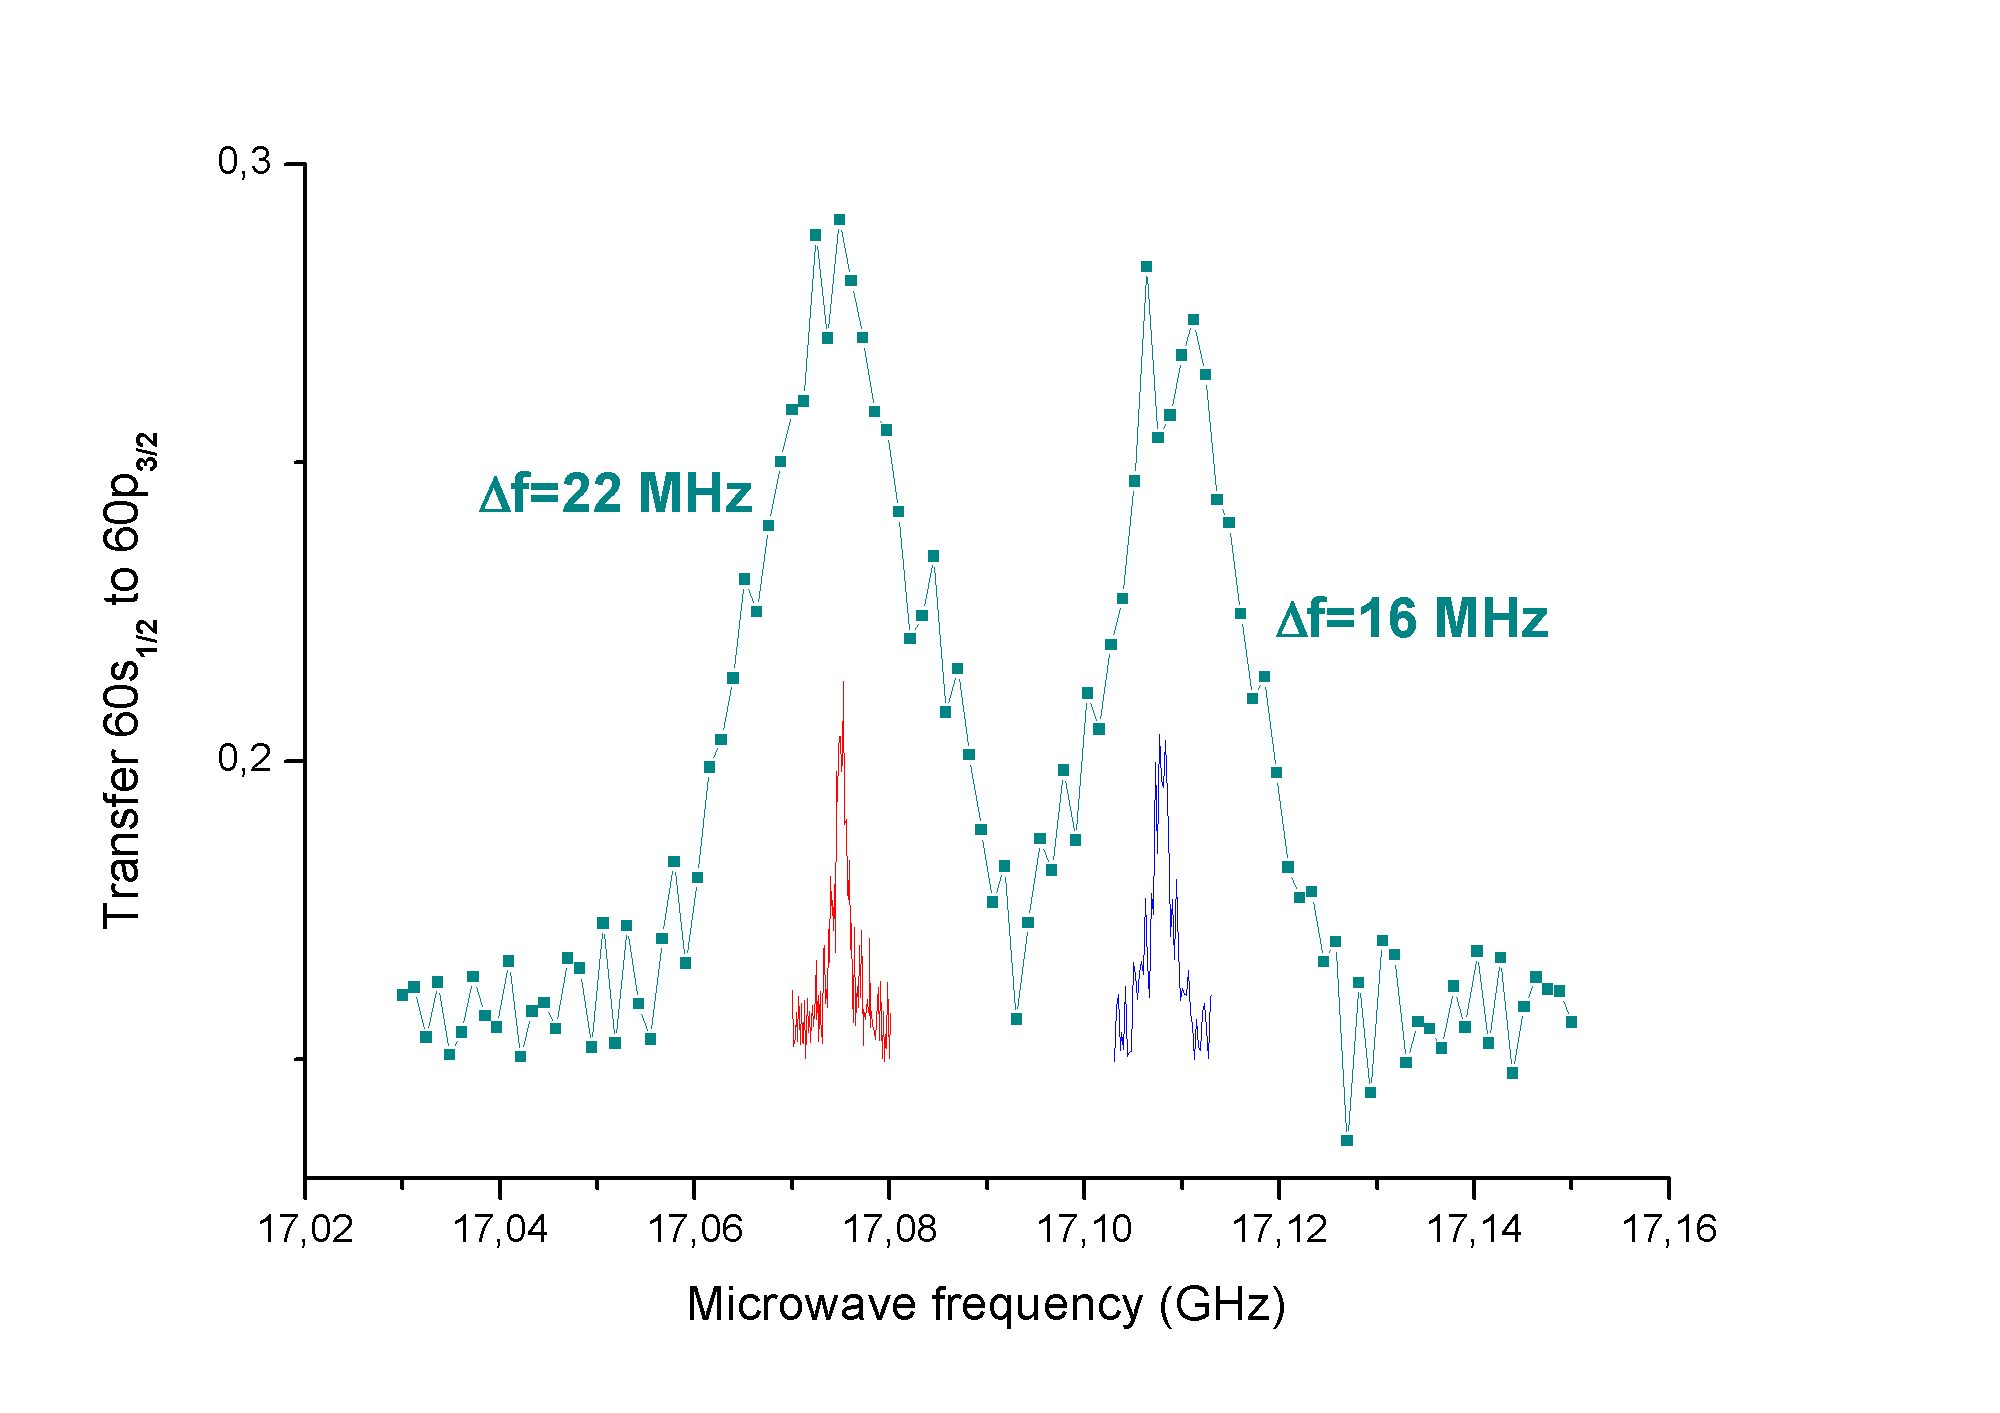 0,3
0,2
Transfer 60s1/2 to 60p3/2
Δf=22 MHz
Δf=16 MHz
17,02 17,04 17,06 17,08 17,10 17,12 17,14 17,16
Microwave frequency (GHz)